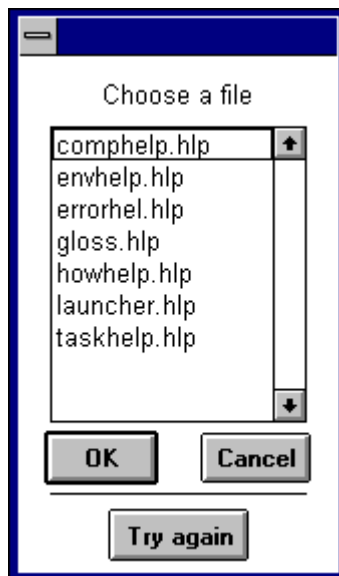 Choose a file
comphelp.hlp
envhelp.hlp
errorhel.hlp
gloss.hlp
howhelp.hlp
launcher.hlp
taskhelp.hlp
OK Cancel
Try again